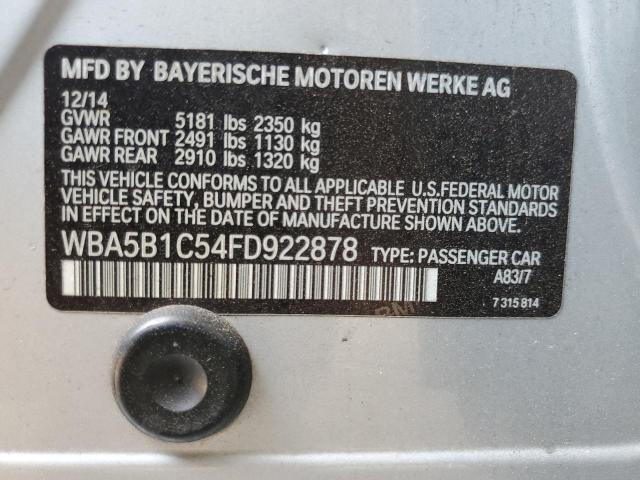 MFD BY BAYERISCHE MOTOREN WERKE AG
12/14
GVWR 5181 lbs 2350 kg
GAWR FRONT 2491 lbs 1130 kg
GAWR REAR 2910 lbs 1320 kg
THIS VEHICLE CONFORMS TO ALL APPLICABLE U.S.FEDERAL MOTOR
VEHICLE SAFETY, BUMPER AND THEFT PREVENTION STANDARDS
IN EFFECT ON THE DATE OF MANUFACTURE SHOWN ABOVE.
WBA5B1C54FD922878 TYPE: PASSENGER CAR
A83/7
7 315 814